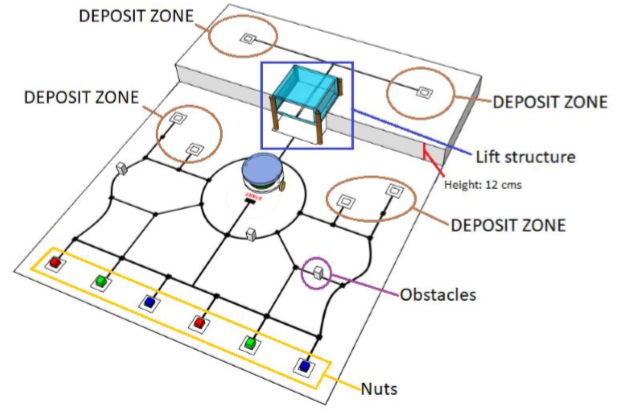 DEPOSIT ZONE
DEPOSIT ZONE
DEPOSIT ZONE
Lift structure
Height: 12 cms
DEPOSIT ZONE
Obstacles
Nuts